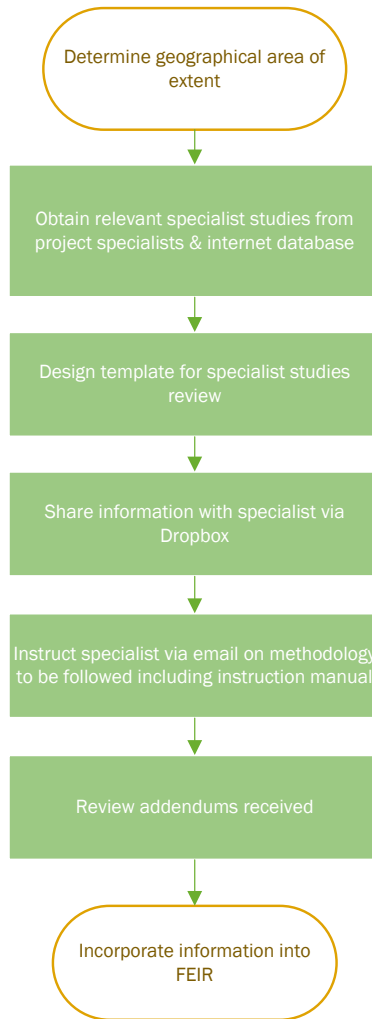 Determine geographical area of
extent
Obtain relevant specialist studies from
project specialists & internet database
Design template for specialist studies
review
Share information with specialist via
Dropbox
Instruct specialist via email on methodology
to be followed including instruction manual
Review addendums received
Incorporate information into
FEIR